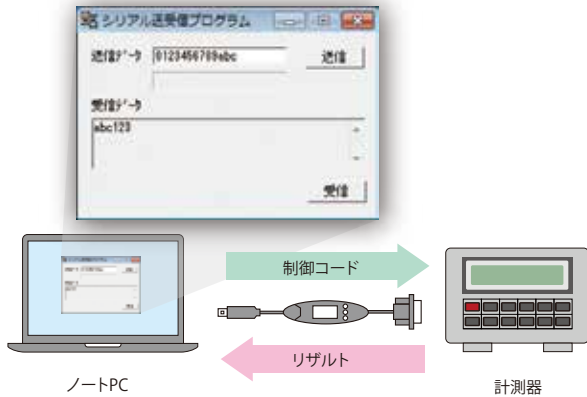 シリアル送受信プログラム
送信ﾃﾞｰﾀ 0123456789abc 送信
受信ﾃﾞｰﾀ
abc123
受信
制御コード
リザルト
ノートPC
計測器